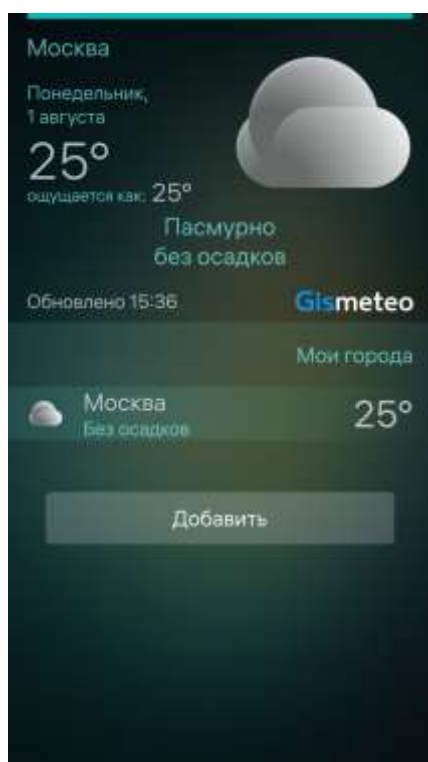 Москва
Понедельник,
1 августа
25°
ощущается как: 25°
Пасмурно
без осадков
Обновлено 15:36
Gismeteo
Мои города
Москва
25°
Без осадков
Добавить